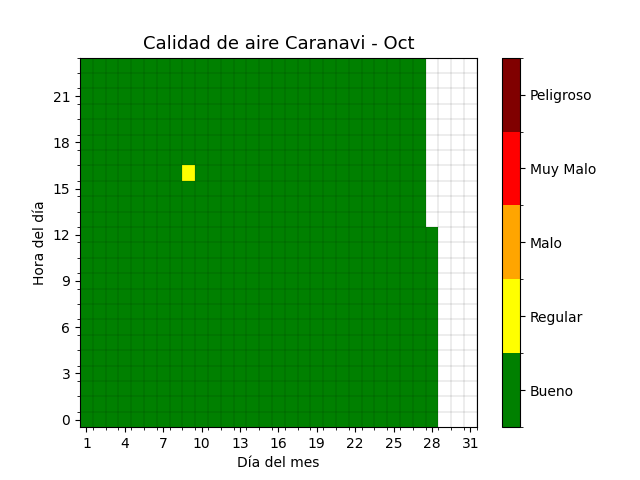 Calidad de aire Caranavi - Oct
Hora del día
21
18
15
12
9
6
3
0
1 4 7 10 13 16 19 22 25 28 31
Día del mes
Peligroso
Muy Malo
Malo
Regular
Bueno